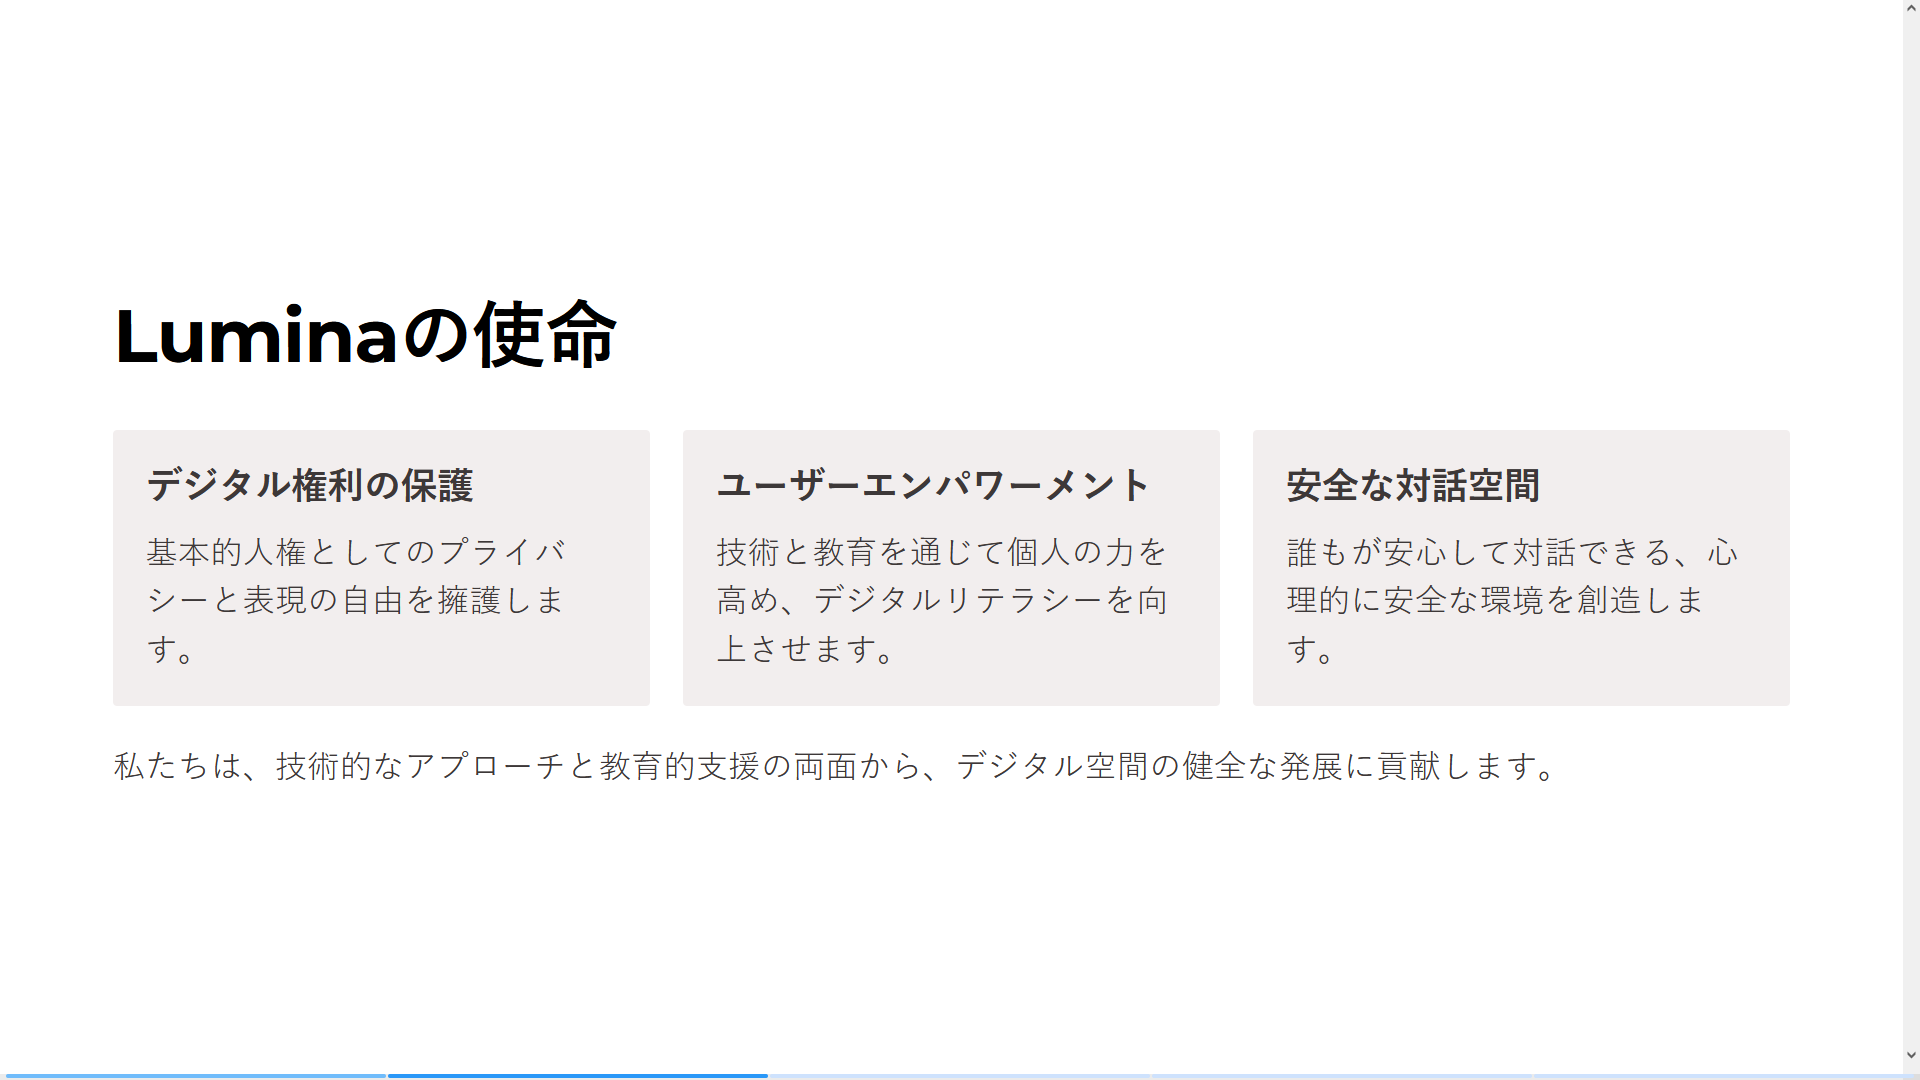 Luminaの使命
デジタル権利の保護
基本的人権としてのプライバ
シーと表現の自由を擁護しま
す。
ユーザーエンパワーメント
技術と教育を通じて個人の力を
高め、デジタルリテラシーを向
上させます。
安全な対話空間
誰もが安心して対話できる、心
理的に安全な環境を創造しま
す。
私たちは、技術的なアプローチと教育的支援の両面から、デジタル空間の健全な発展に貢献します。